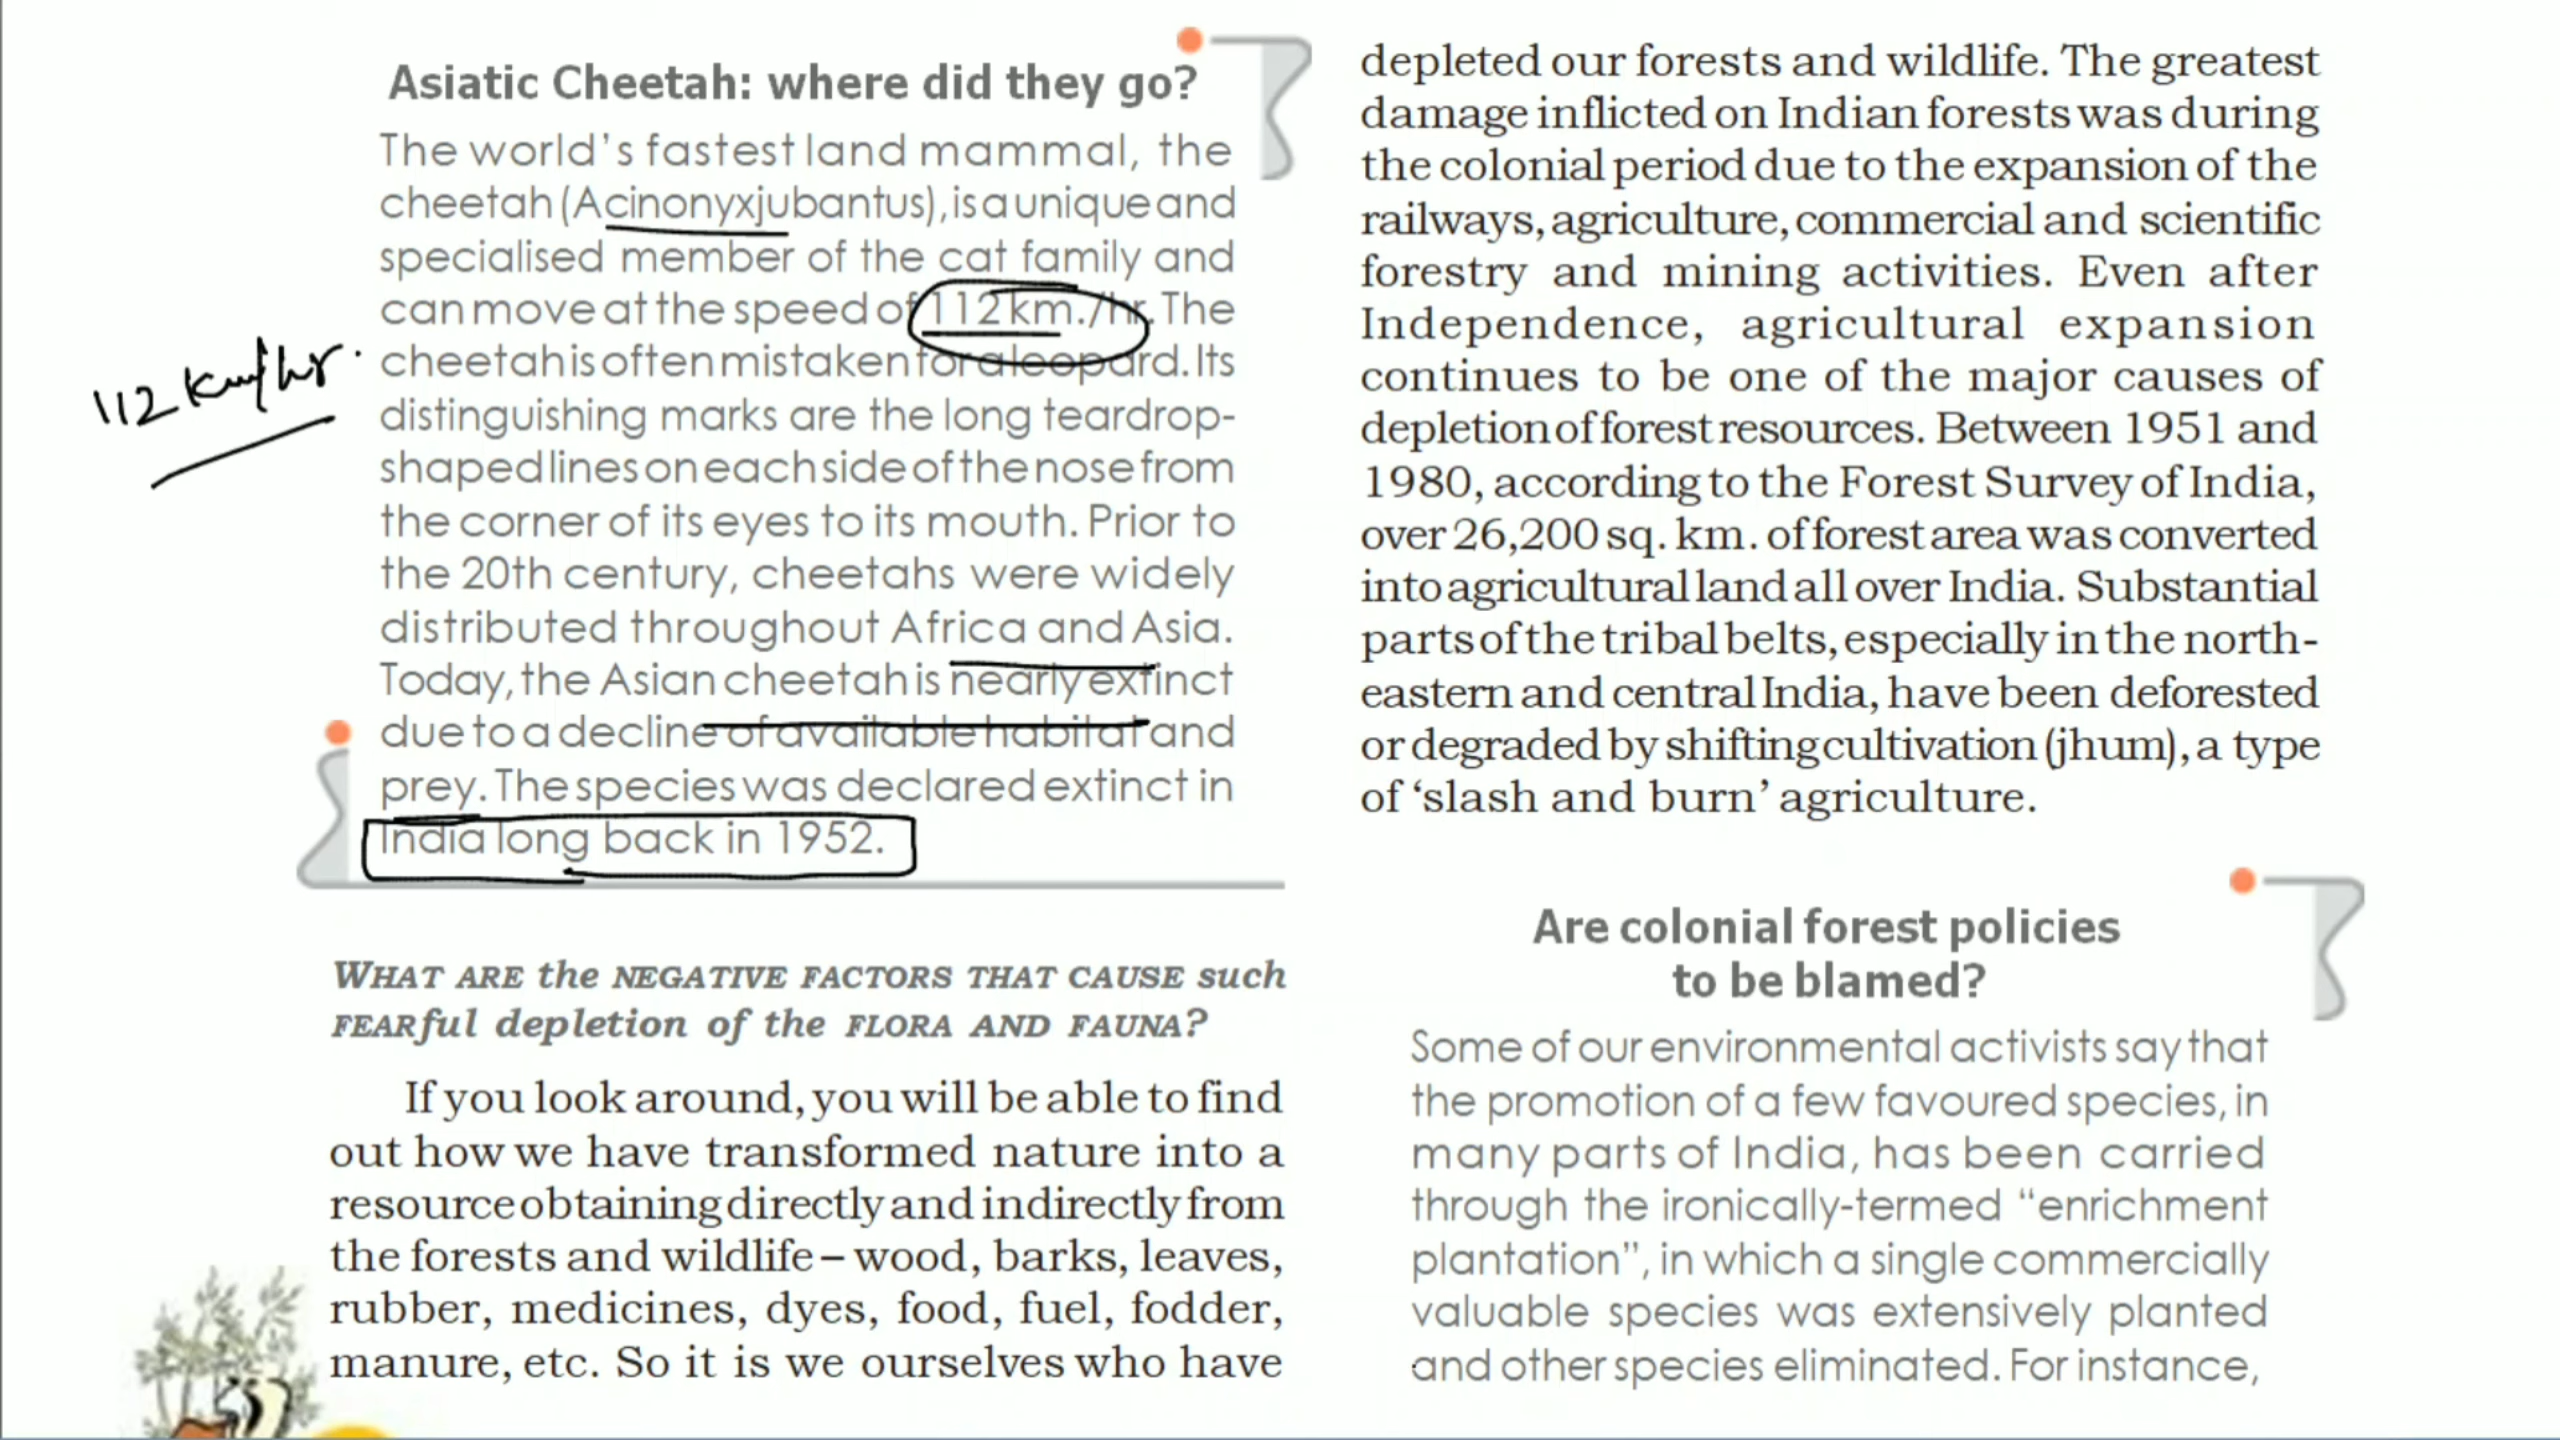 Asiatic Cheetah: where did they go?
The world's fastest land mammal, the
cheetah (Acinonyxjubantus), is a unique and
specialised member of the cat family and
can move at the speed of 112 km./hr. The
cheetah is often mistaken for a leopard. Its
distinguishing marks are the long teardrop-
shaped lines on each side of the nose from
the corner of its eyes to its mouth. Prior to
the 20th century, cheetahs were widely
distributed throughout Africa and Asia.
Today, the Asian cheetah is nearly extinct
due to a decline of available habitat and
prey. The species was declared extinct in
India long back in 1952.
112 km/hr.
WHAT ARE the NEGATIVE FACTORS THAT CAUSE such
FEARful depletion of the FLORA AND FAUNA?
If you look around, you will be able to find
out how we have transformed nature into a
resource obtaining directly and indirectly from
the forests and wildlife – wood, barks, leaves,
rubber, medicines, dyes, food, fuel, fodder,
manure, etc. So it is we ourselves who have
depleted our forests and wildlife. The greatest
damage inflicted on Indian forests was during
the colonial period due to the expansion of the
railways, agriculture, commercial and scientific
forestry and mining activities. Even after
Independence, agricultural expansion
continues to be one of the major causes of
depletion of forest resources. Between 1951 and
1980, according to the Forest Survey of India,
over 26,200 sq. km. of forest area was converted
into agricultural land all over India. Substantial
parts of the tribal belts, especially in the north-
eastern and central India, have been deforested
or degraded by shifting cultivation (jhum), a type
of ‘slash and burn’ agriculture.
Are colonial forest policies
to be blamed?
Some of our environmental activists say that
the promotion of a few favoured species, in
many parts of India, has been carried
through the ironically-termed “enrichment
plantation”, in which a single commercially
valuable species was extensively planted
and other species eliminated. For instance,